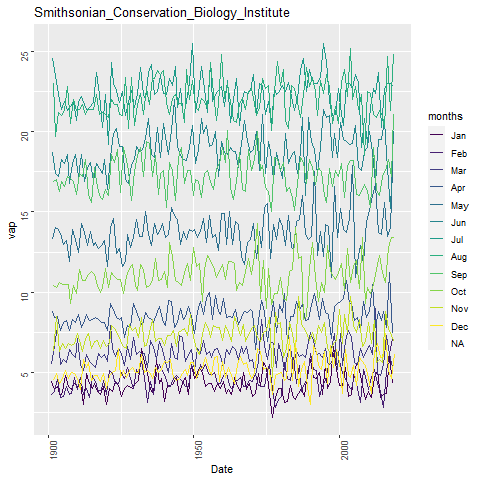 Smithsonian_Conservation_Biology_Institute
25
20
15
10
5
vap
1900
1950
2000
Date
months
Jan
Feb
Mar
Apr
May
Jun
Jul
Aug
Sep
Oct
Nov
Dec
NA